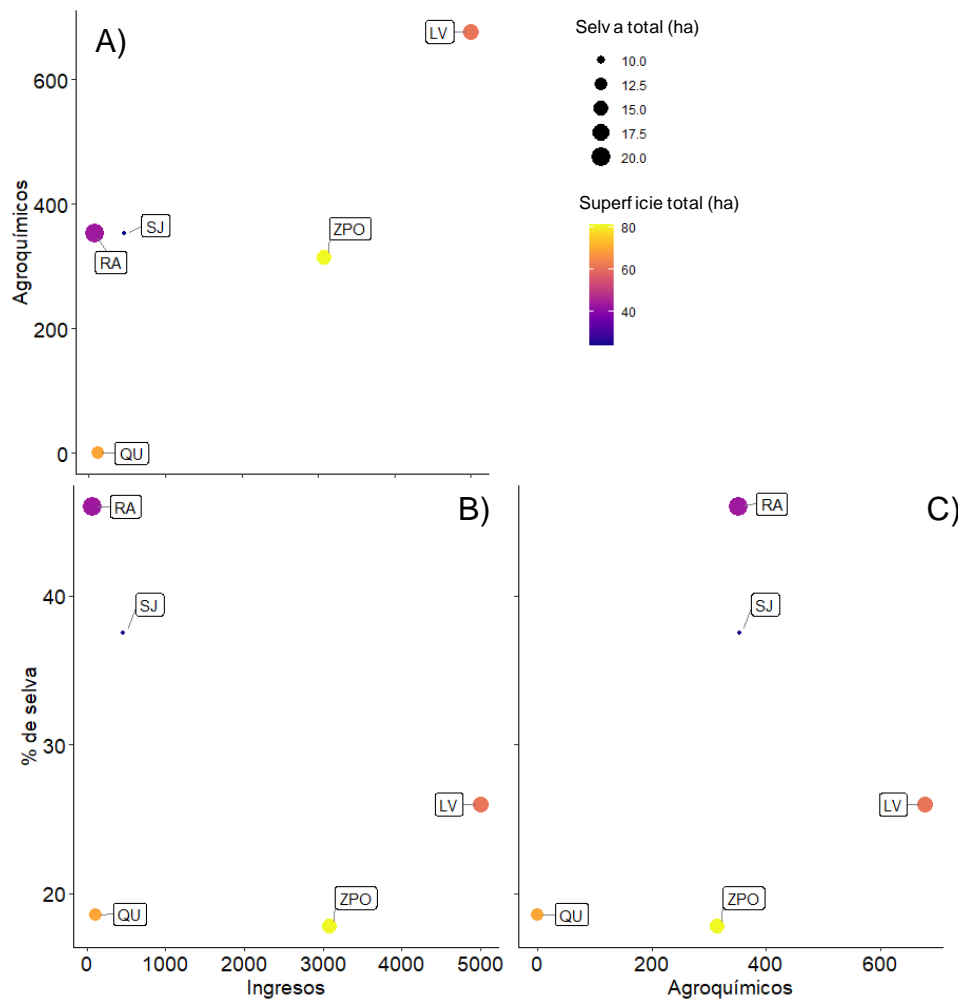 A)
LV
SJ
RA
ZPO
QU
600
400
200
0
Agroquímicos
Selva total (ha)
10.0
12.5
15.0
17.5
20.0
Superficie total (ha)
80
60
40
B)
RA
SJ
LV
ZPO
QU
40
30
20
% de selva
0 1000 2000 3000 4000 5000
Ingresos
C)
RA
SJ
LV
ZPO
QU
0 200 400 600
Agroquímicos